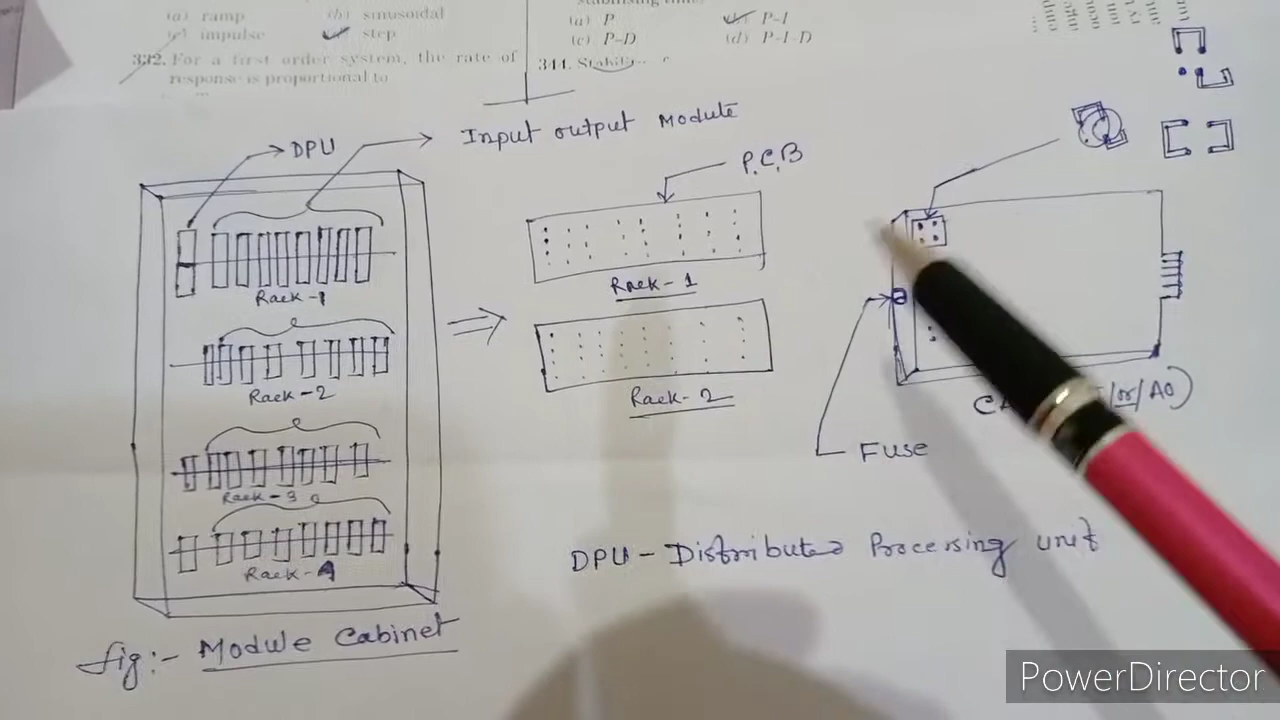 (a) ramp
(b) sinusoidal
(c) impulse
step
332. For a first order system, the rate of
response is proportional to
(a) P
P-I
(c) P-D
(d) P-I-D
344.
DPU
Input output Module
P.C.B
Rack-1
Rack-2
Rack-3
Rack-4
Rack-1
Rack-2
Fuse
(or/AO)
DPU - Distributed Processing unit
fig:- Module Cabinet
PowerDirector